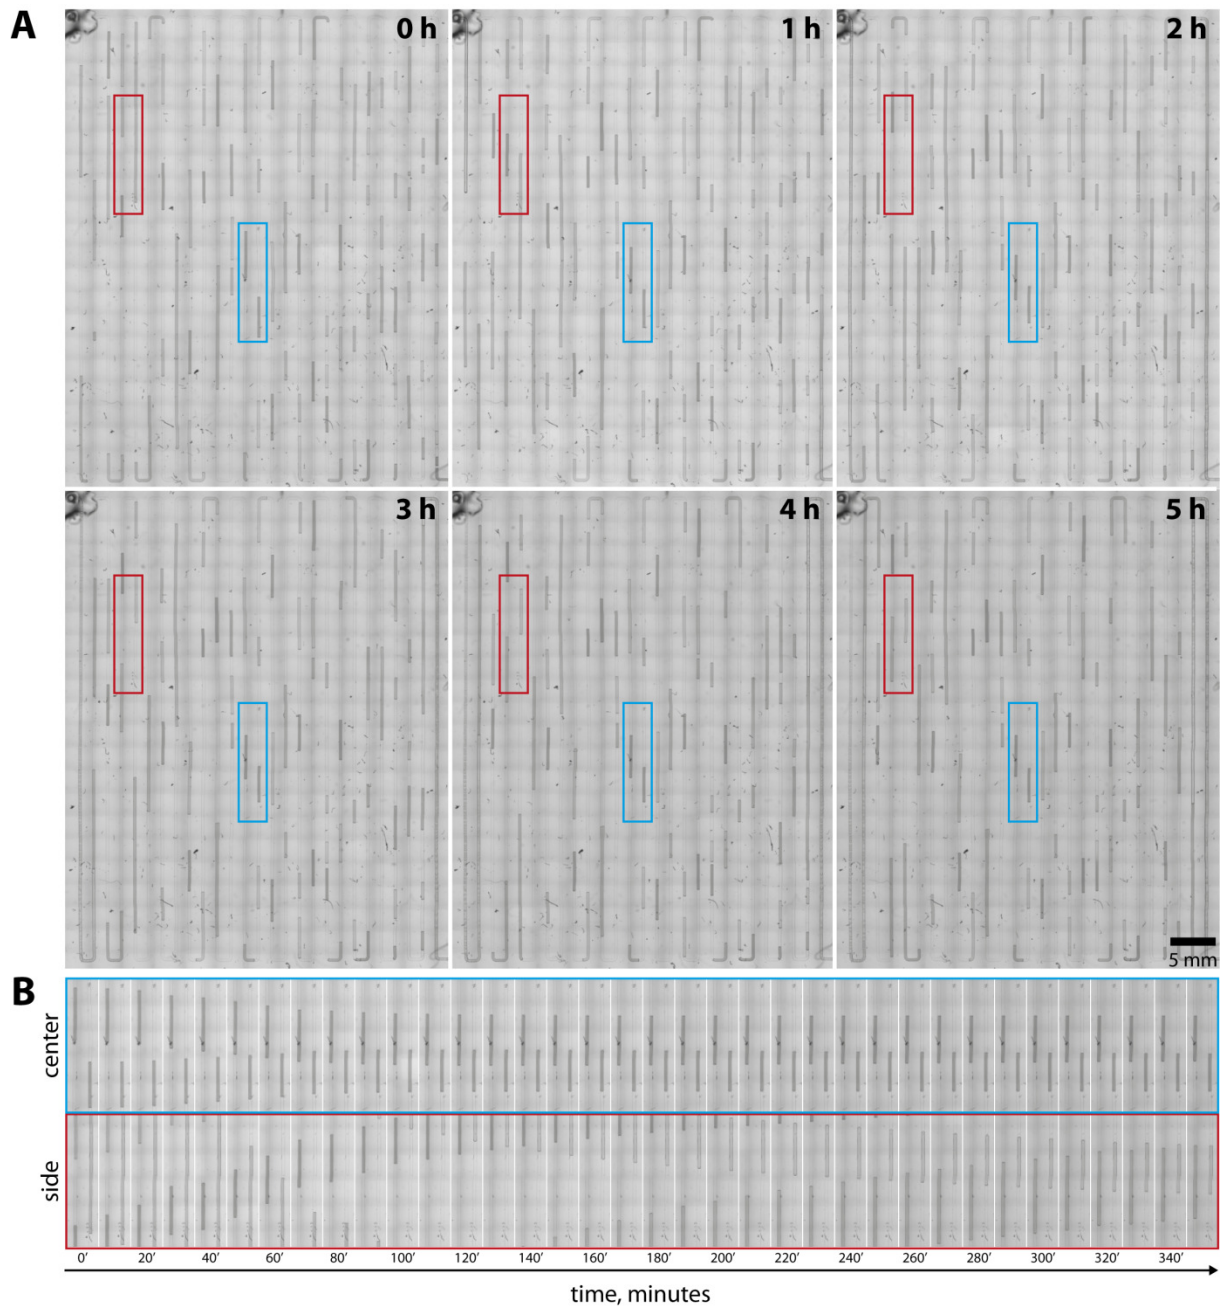 A
0 h
1 h
2 h
3 h
4 h
5 h
5 mm
B
center
side
0′ 20′ 40′ 60′ 80′ 100′ 120′ 140′ 160′ 180′ 200′ 220′ 240′ 260′ 280′ 300′ 320′ 340′
time, minutes